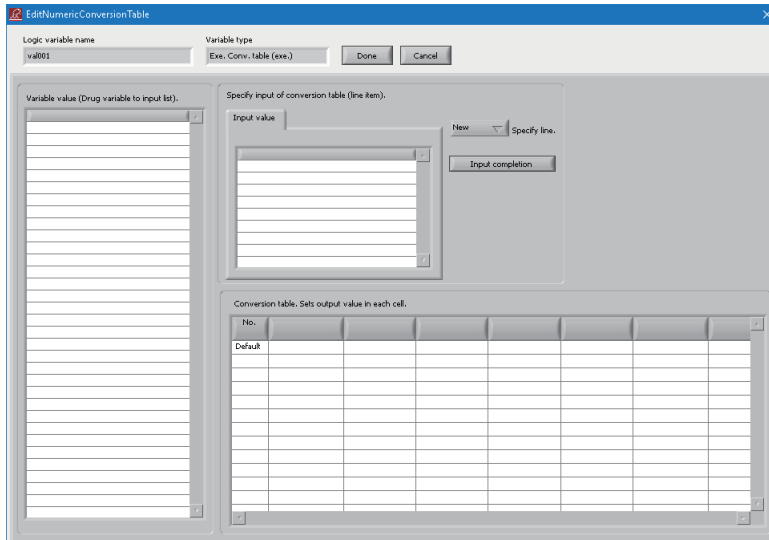 EditNumericConversionTable
Logic variable name
Variable type
val001
Exe. Conv. table (exe.)
Done
Cancel
Variable value (Drug variable to input list).
Specify input of conversion table (line item).
Input value
New
Specify line.
Input completion
Conversion table. Sets output value in each cell.
No.
Default